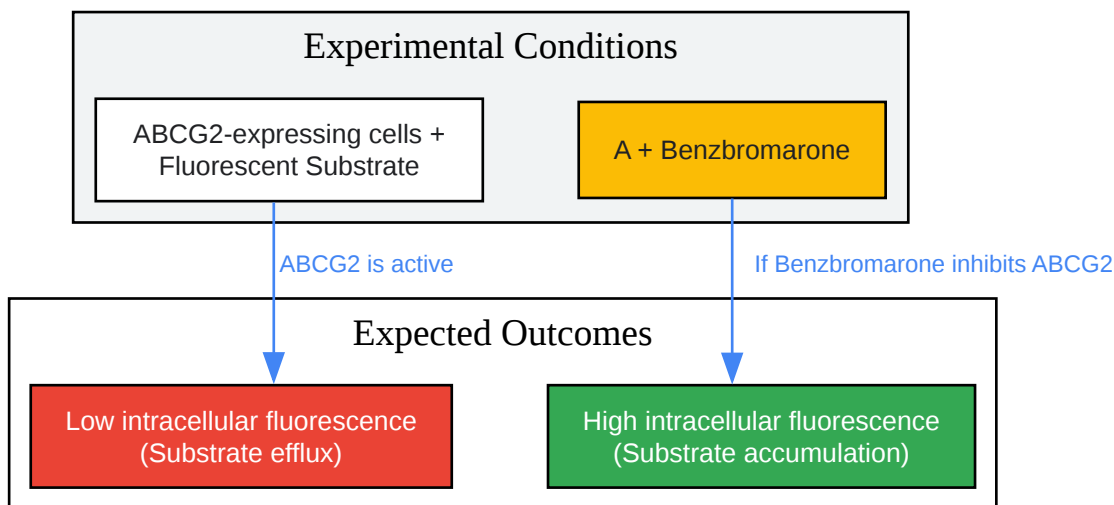 Experimental Conditions
ABCG2-expressing cells +
Fluorescent Substrate
A + Benzbromarone
ABCG2 is active
If Benzbromarone inhibits ABCG2
Expected Outcomes
Low intracellular fluorescence
(Substrate efflux)
High intracellular fluorescence
(Substrate accumulation)